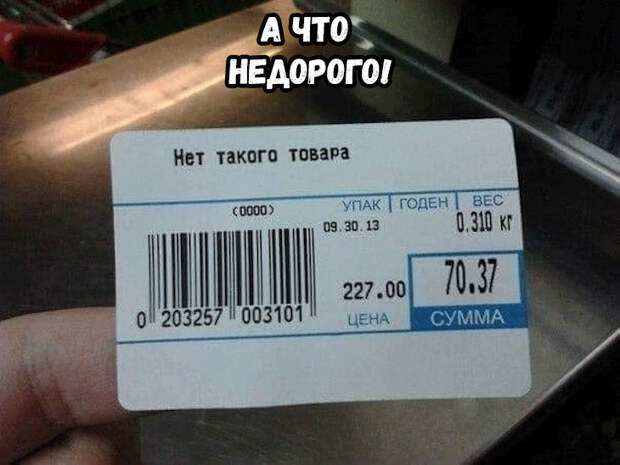 А ЧТО
НЕДОРОГО!
Нет такого товара
(0000) УПАК ГОДЕН ВЕС
09.30.13 0.310 кг
227.00 70.37
0 203257 003101 ЦЕНА СУММА